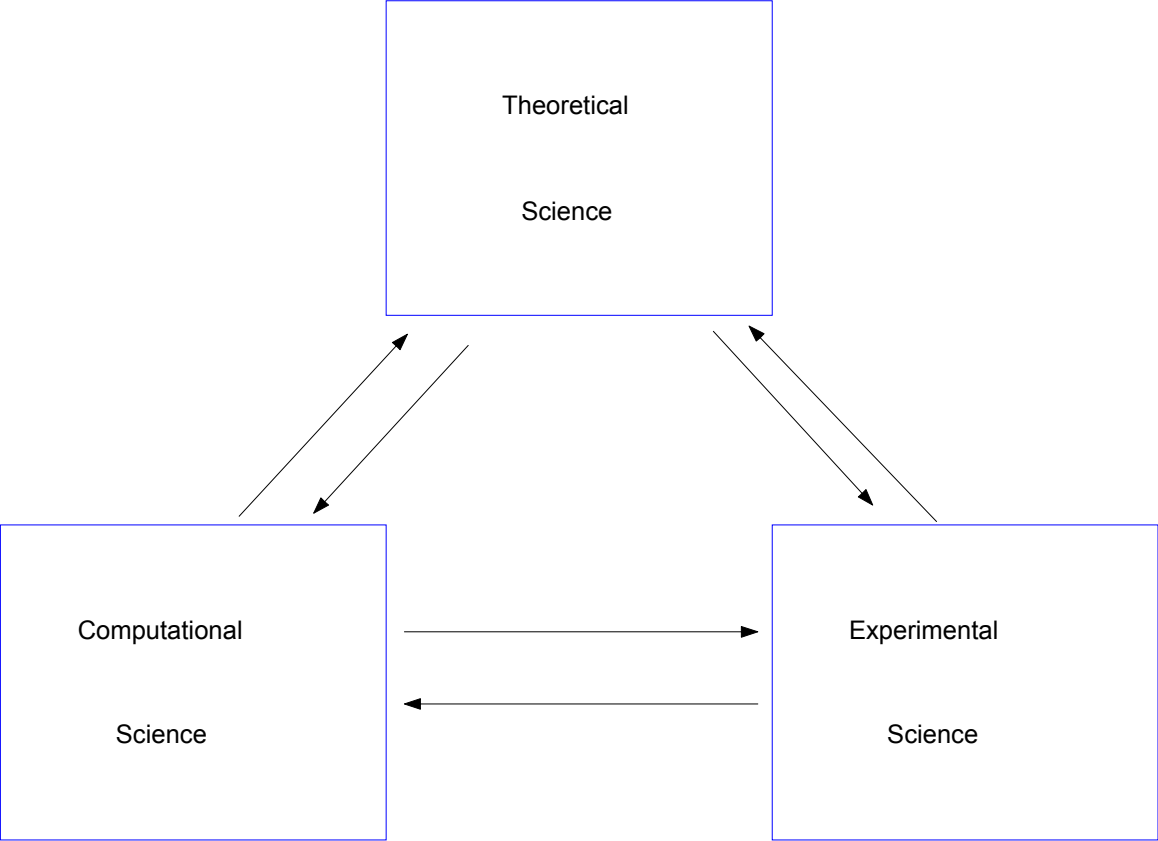 Theoretical
Science
Computational
Science
Experimental
Science